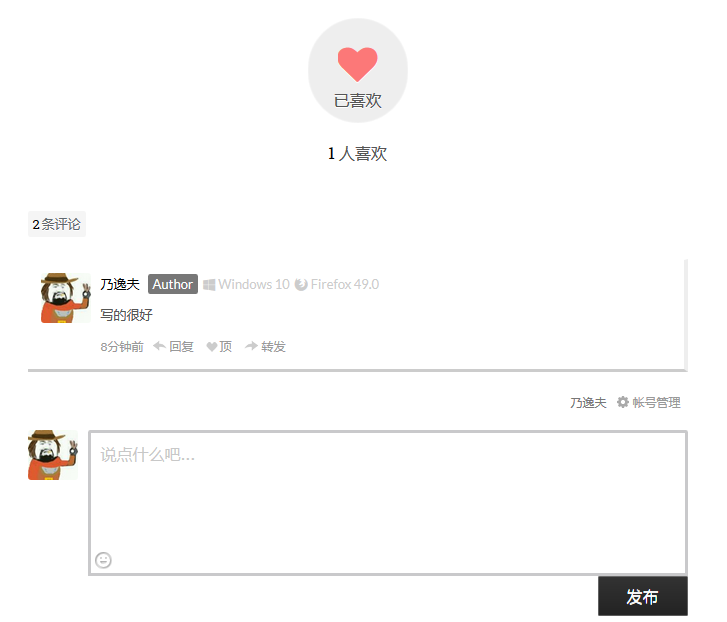 已喜欢
1 人喜欢
2 条评论
乃逸夫 Author Windows 10 Firefox 49.0
写的很好
8分钟前 回复 顶 转发
乃逸夫 帐号管理
说点什么吧...
发布